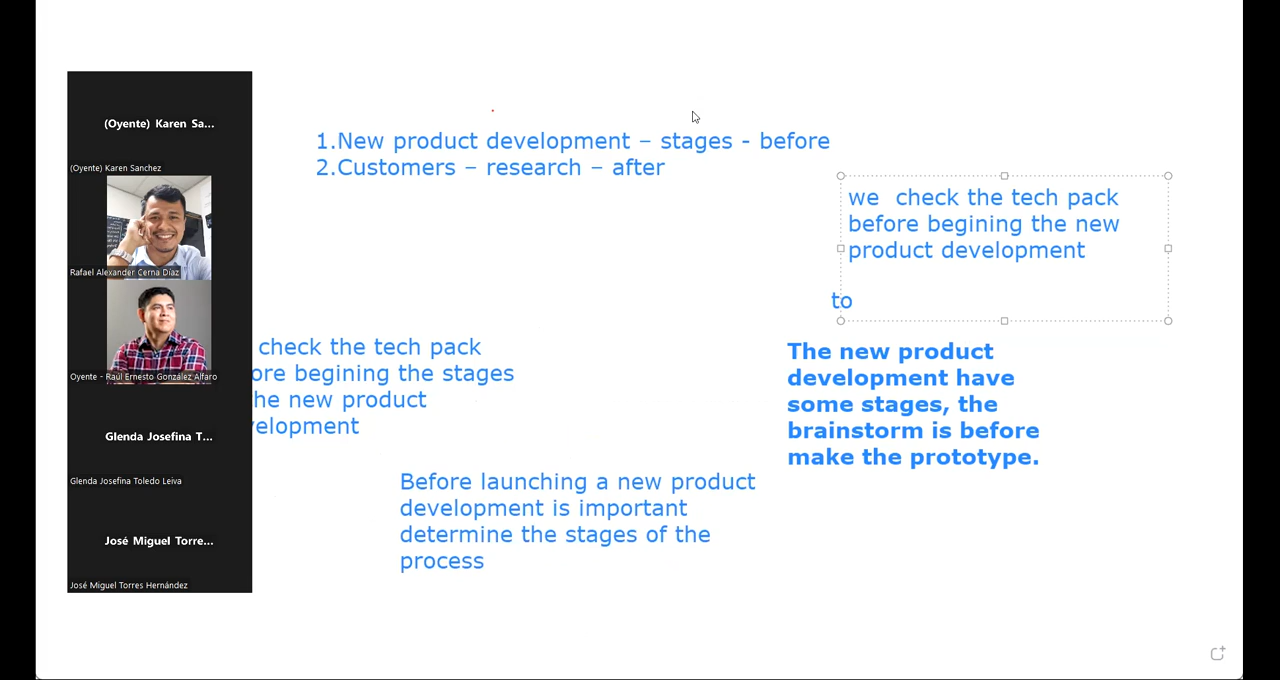 (Oyente) Karen Sa...
(Oyente) Karen Sanchez
Rafael Alexander Cerna Díaz
Oyente - Raúl Ernesto González Alfaro
Glenda Josefina T...
Glenda Josefina Toledo Leiva
José Miguel Torre...
José Miguel Torres Hernández
1.New product development – stages - before
2.Customers – research – after
we  check the tech pack
before begining the new
product development
to
check the tech pack
ore begining the stages
he new product
velopment
The new product
development have
some stages, the
brainstorm is before
make the prototype.
Before launching a new product
development is important
determine the stages of the
process